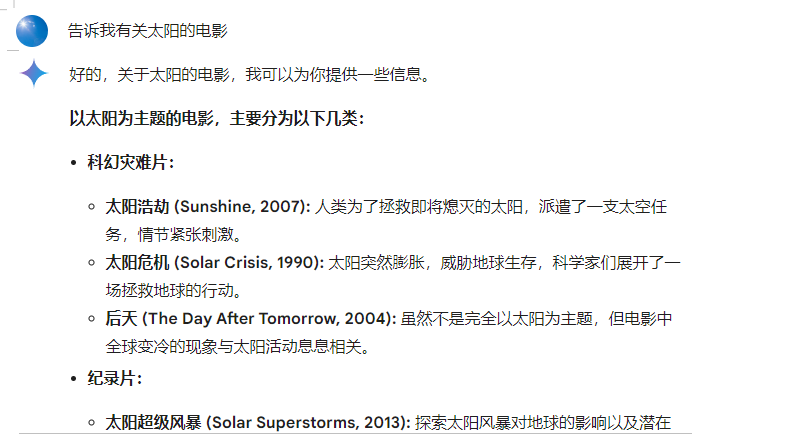 告诉我有关太阳的电影
好的，关于太阳的电影，我可以为你提供一些信息。
以太阳为主题的电影，主要分为以下几类：
• 科幻灾难片：
◦ 太阳浩劫 (Sunshine, 2007): 人类为了拯救即将熄灭的太阳，派遣了一支太空任
务，情节紧张刺激。
◦ 太阳危机 (Solar Crisis, 1990): 太阳突然膨胀，威胁地球生存，科学家们展开了一
场拯救地球的行动。
◦ 后天 (The Day After Tomorrow, 2004): 虽然不是完全以太阳为主题，但电影中
全球变冷的现象与太阳活动息息相关。
• 纪录片：
◦ 太阳超级风暴 (Solar Superstorms, 2013): 探索太阳风暴对地球的影响以及潜在